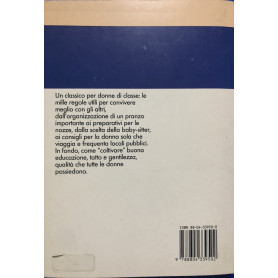 Un classico per donne di classe: le
mille regole utili per convivere
meglio con gli altri,
dall'organizzazione di un pranzo
importante ai preparativi per le
nozze, dalla scelta della baby-sitter,
ai consigli per la donna sola che
viaggia e frequenta locali pubblici.
In fondo, come "coltivare" buona
educazione, tatto e gentilezza,
qualità che tutte le donne
possiedono.